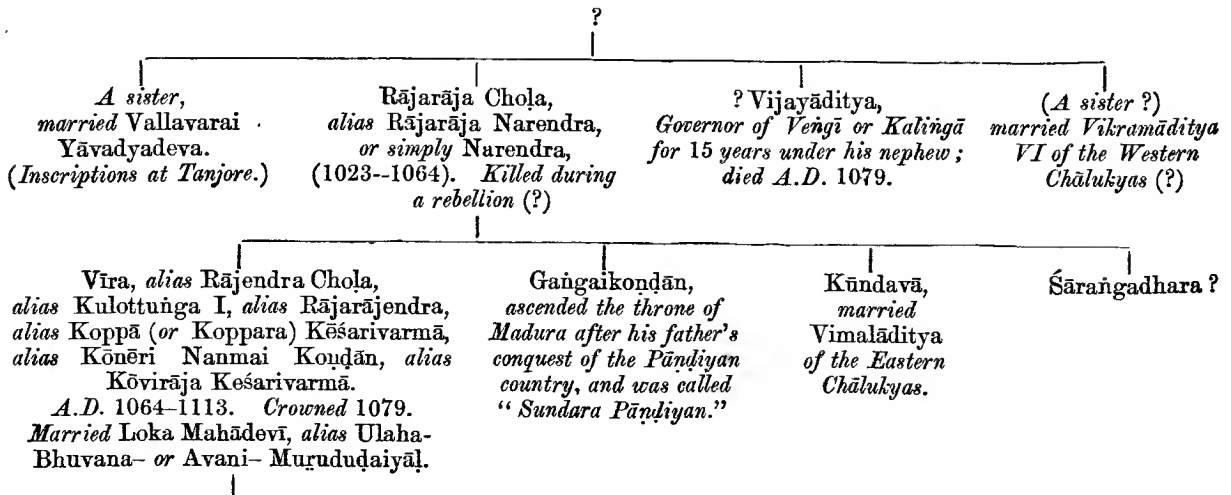 ?
A sister,
married Vallavarai
Yāvadyadeva.
(Inscriptions at Tanjore.)
Rājarāja Choḷa,
alias Rājarāja Narendra,
or simply Narendra,
(1023--1064). Killed during
a rebellion (?)
? Vijayāditya,
Governor of Veṅgī or Kaliṅgā
for 15 years under his nephew;
died A.D. 1079.
(A sister ?)
married Vikramāditya
VI of the Western
Chālukyas (?)
Vīra, alias Rājendra Chola,
alias Kulottuṅga I, alias Rājarājendra,
alias Koppā (or Koppara) Kēśarivarmā,
alias Kōnēri Nanmai Koṇḍān, alias
Kōvirāja Keśarivarmā.
A.D. 1064–1113. Crowned 1079.
Married Loka Mahādevī, alias Ulaha-
Bhuvana– or Avani– Muṟuduḍaiyāḷ.
Gaṅgaikoṇḍān,
ascended the throne of
Madura after his father's
conquest of the Pāṇḍiyan
country, and was called
"Sundara Pāṇḍiyan."
Kūndavā,
married
Vimalāditya
of the Eastern
Chālukyas.
Śāraṅgadhara ?